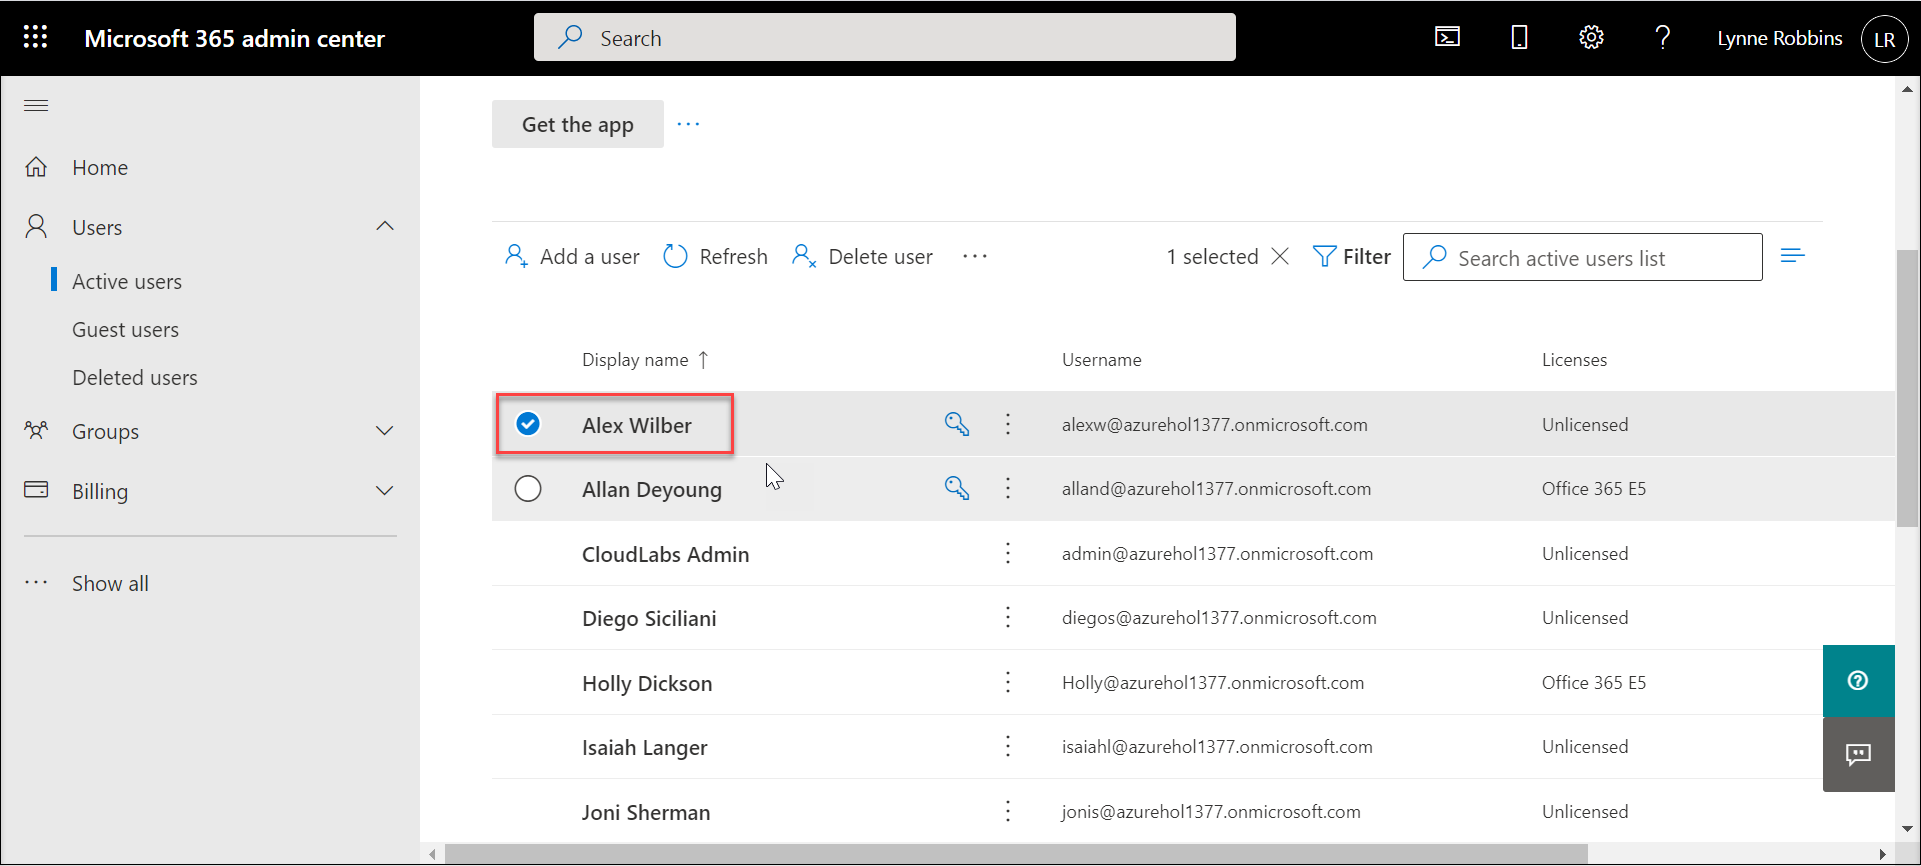 Microsoft 365 admin center
Search
Lynne Robbins
LR
Get the app
Home
Users
Active users
Guest users
Deleted users
Groups
Billing
Show all
Add a user
Refresh
Delete user
1 selected
Filter
Search active users list
Display name ↑ Username Licenses
Alex Wilber alexw@azurehol1377.onmicrosoft.com Unlicensed
Allan Deyoung alland@azurehol1377.onmicrosoft.com Office 365 E5
CloudLabs Admin admin@azurehol1377.onmicrosoft.com Unlicensed
Diego Siciliani diegos@azurehol1377.onmicrosoft.com Unlicensed
Holly Dickson Holly@azurehol1377.onmicrosoft.com Office 365 E5
Isaiah Langer isaiahl@azurehol1377.onmicrosoft.com Unlicensed
Joni Sherman jonis@azurehol1377.onmicrosoft.com Unlicensed